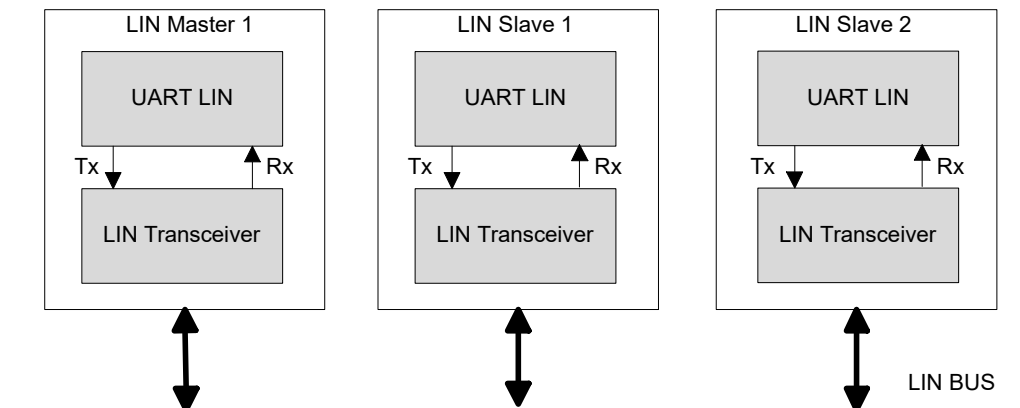 LIN Master 1
LIN Slave 1
LIN Slave 2
UART LIN
UART LIN
UART LIN
Tx
Rx
Tx
Rx
Tx
Rx
LIN Transceiver
LIN Transceiver
LIN Transceiver
LIN BUS